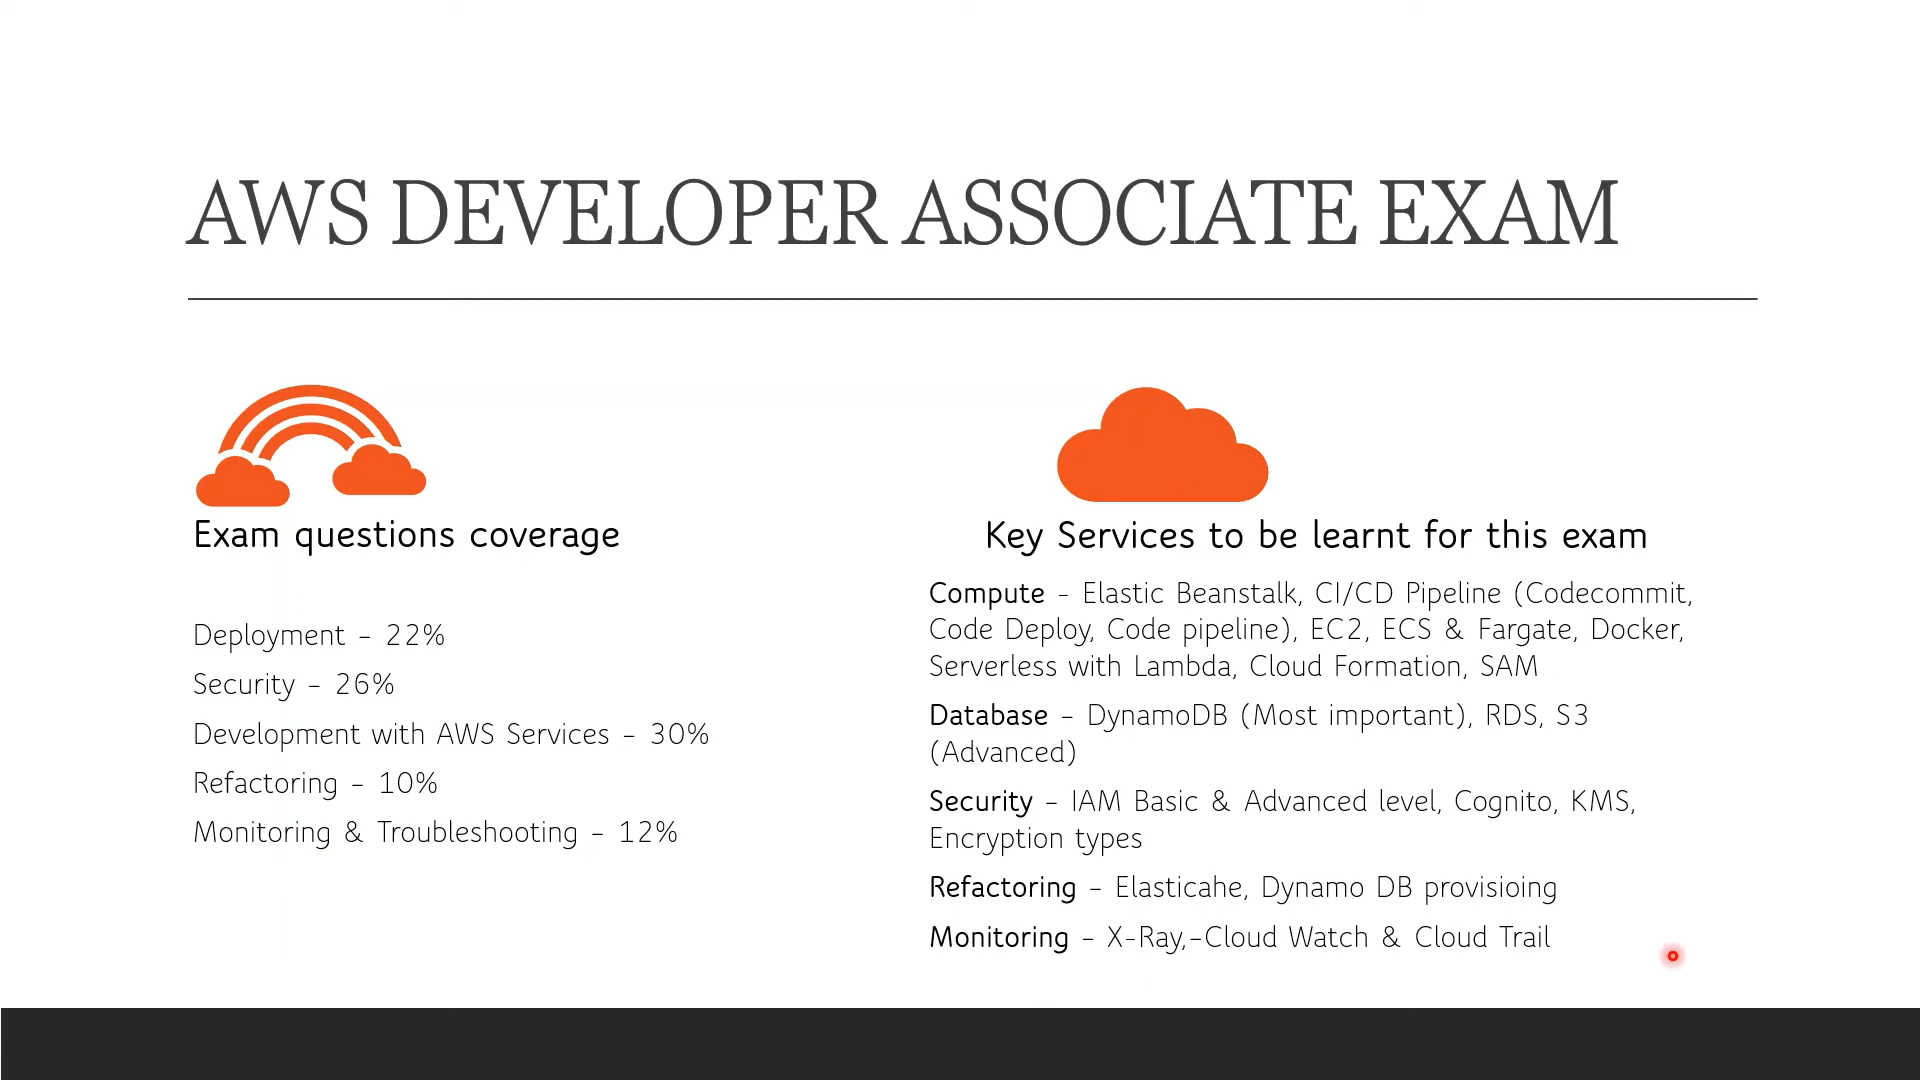 AWS DEVELOPER ASSOCIATE EXAM
Exam questions coverage
Deployment – 22%
Security – 26%
Development with AWS Services – 30%
Refactoring – 10%
Monitoring & Troubleshooting – 12%
Key Services to be learnt for this exam
Compute - Elastic Beanstalk, CI/CD Pipeline (Codecommit,
Code Deploy, Code pipeline), EC2, ECS & Fargate, Docker,
Serverless with Lambda, Cloud Formation, SAM
Database – DynamoDB (Most important), RDS, S3
(Advanced)
Security – IAM Basic & Advanced level, Cognito, KMS,
Encryption types
Refactoring – Elasticahe, Dynamo DB provisioing
Monitoring – X-Ray,-Cloud Watch & Cloud Trail